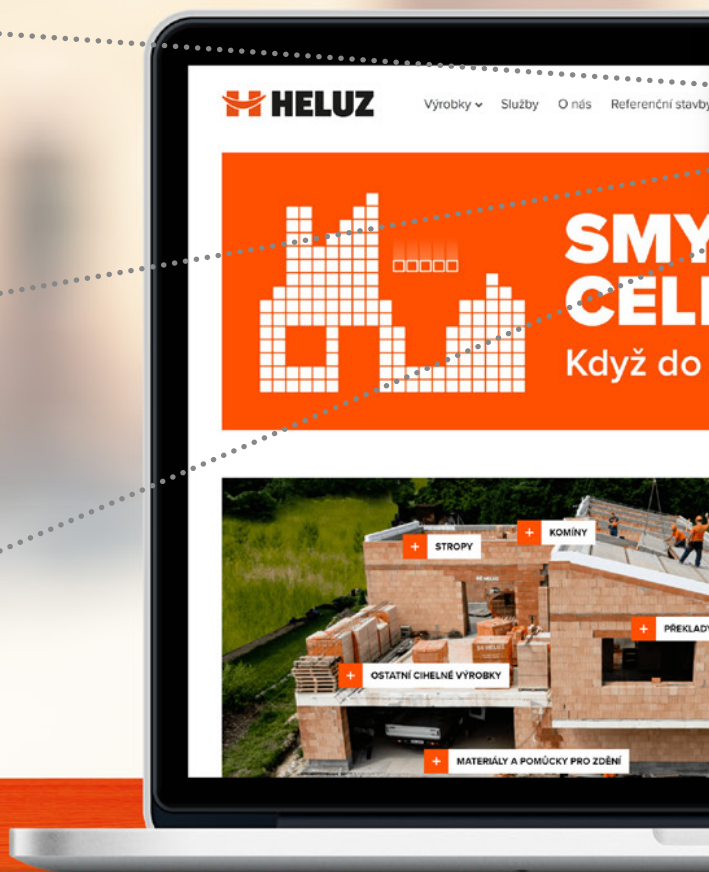 HELUZ
Výrobky Služby O nás Referenční stavby
SMY
CELI
Když do
STROPY
KOMÍNY
PŘEKLADY
OSTATNÍ CIHELNÉ VÝROBKY
MATERIÁLY A POMŮCKY PRO ZDĚNÍ